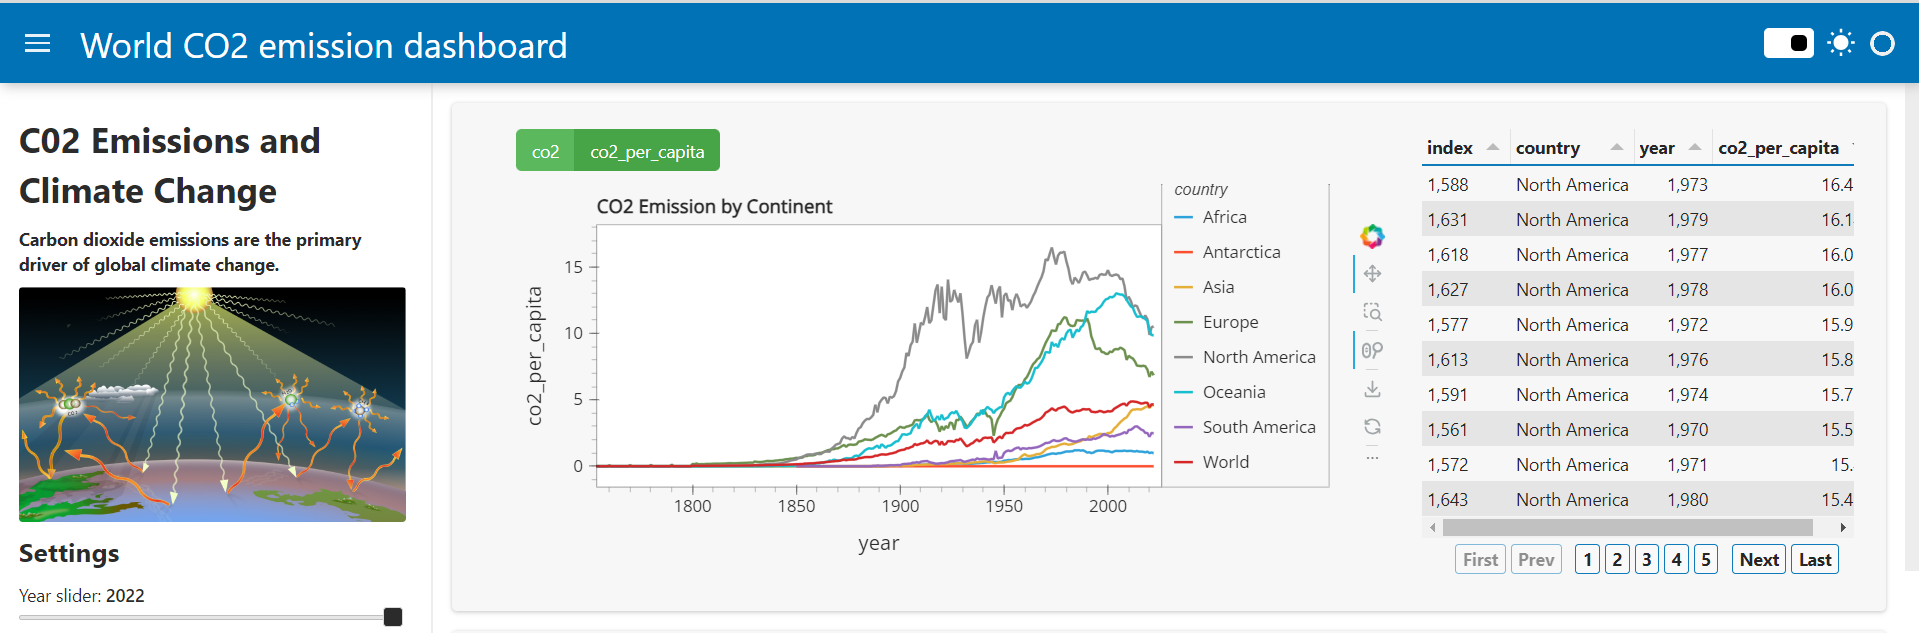 World CO2 emission dashboard
C02 Emissions and
Climate Change
Carbon dioxide emissions are the primary
driver of global climate change.
Settings
Year slider: 2022
co2 co2_per_capita
CO2 Emission by Continent
co2_per_capita
15
10
5
0
1800 1850 1900 1950 2000
year
country
Africa
Antarctica
Asia
Europe
North America
Oceania
South America
World
...
index country year co2_per_capita
1,588 North America 1,973 16.4
1,631 North America 1,979 16.1
1,618 North America 1,977 16.0
1,627 North America 1,978 16.0
1,577 North America 1,972 15.9
1,613 North America 1,976 15.8
1,591 North America 1,974 15.7
1,561 North America 1,970 15.5
1,572 North America 1,971 15.
1,643 North America 1,980 15.4
First Prev 1 2 3 4 5 Next Last